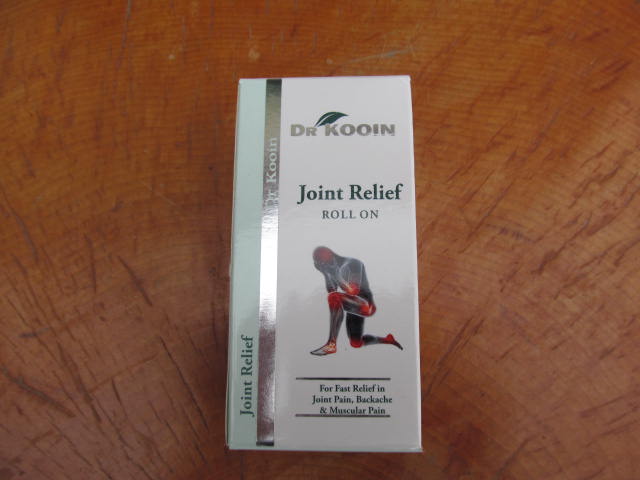 DR KOOIN
Joint Relief
ROLL ON
For Fast Relief in
Joint Pain, Backache
& Muscular Pain
Dr Kooin
Joint Relief